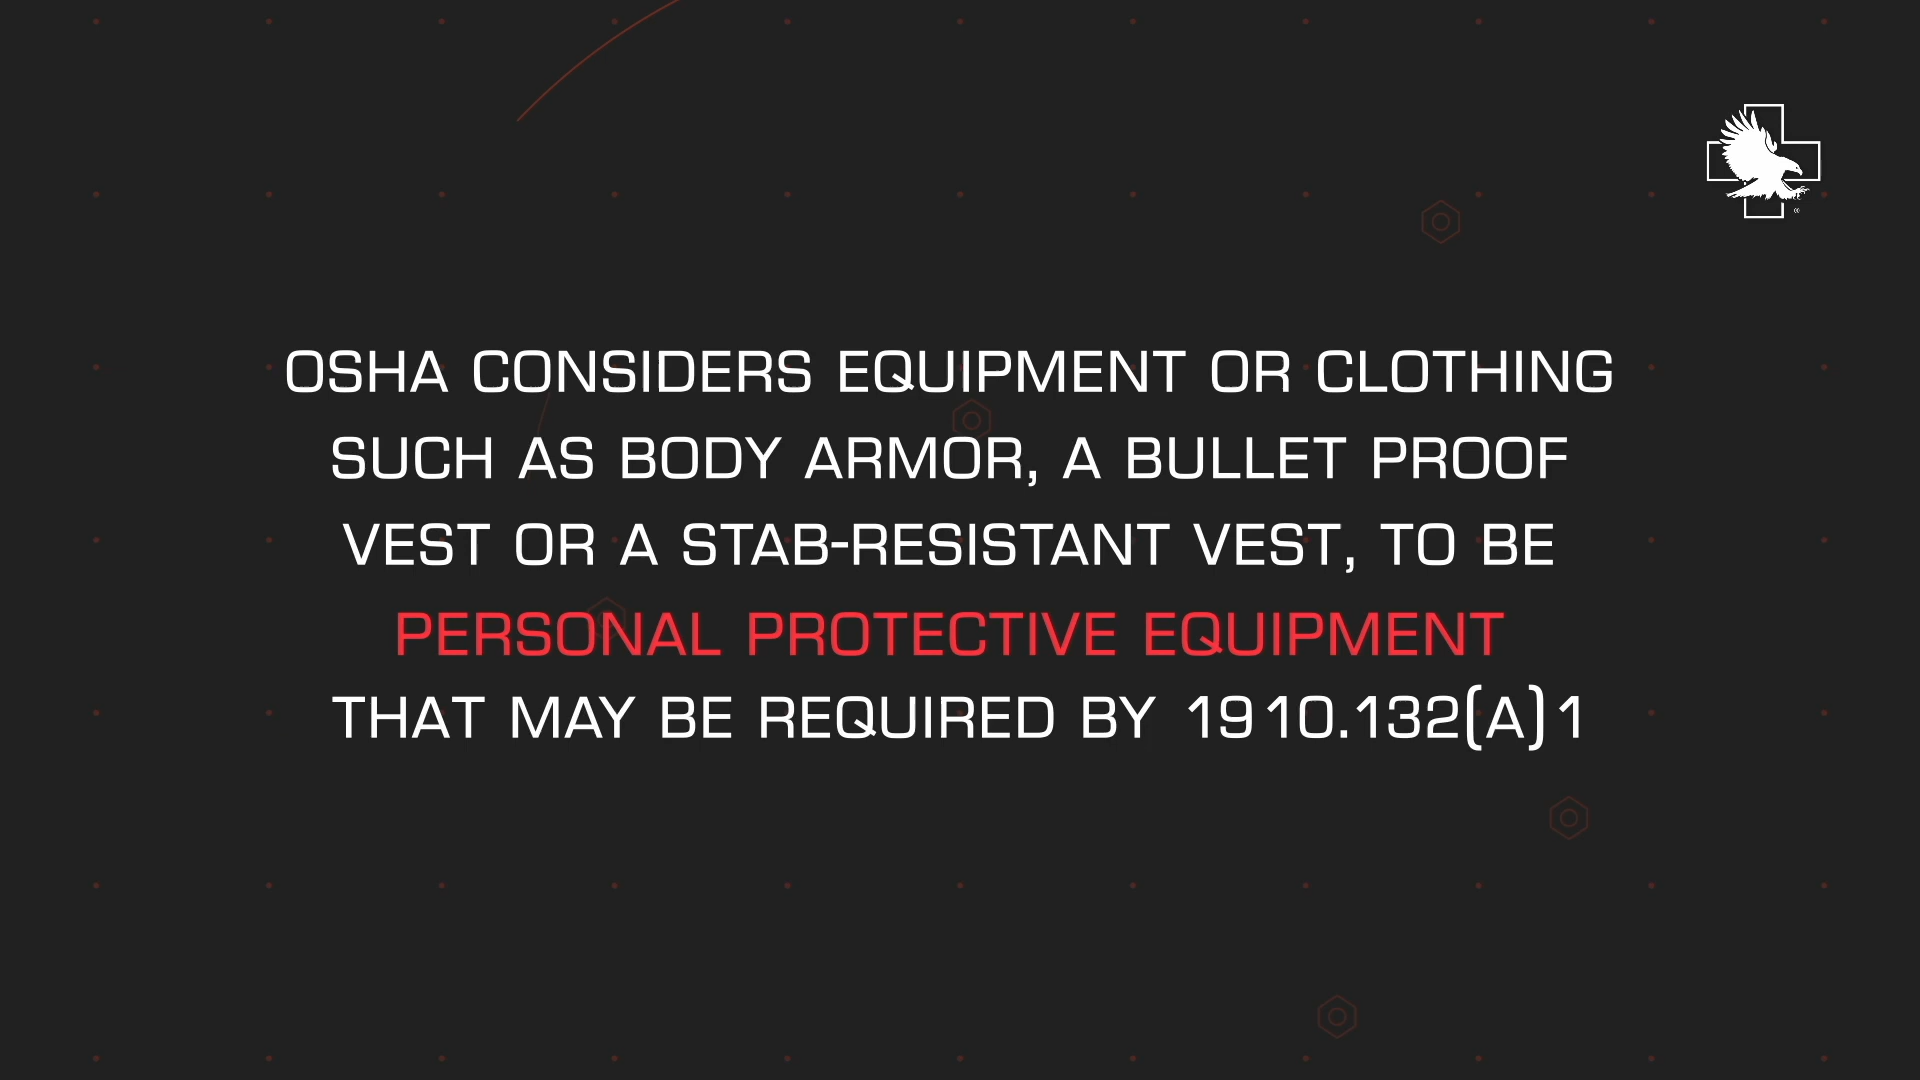 OSHA CONSIDERS EQUIPMENT OR CLOTHING
SUCH AS BODY ARMOR, A BULLET PROOF
VEST OR A STAB-RESISTANT VEST, TO BE
PERSONAL PROTECTIVE EQUIPMENT
THAT MAY BE REQUIRED BY 1910.132(A)1
®